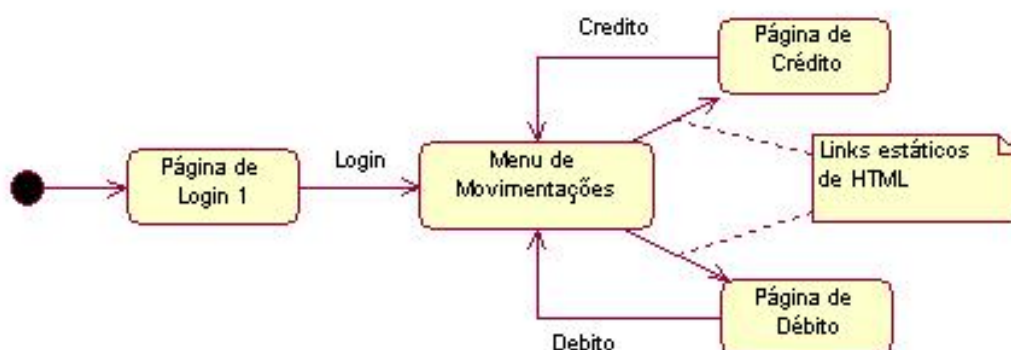 Credito
Página de
Crédito
Página de
Login 1
Login
Menu de
Movimentações
Links estáticos
de HTML
Página de
Débito
Debito